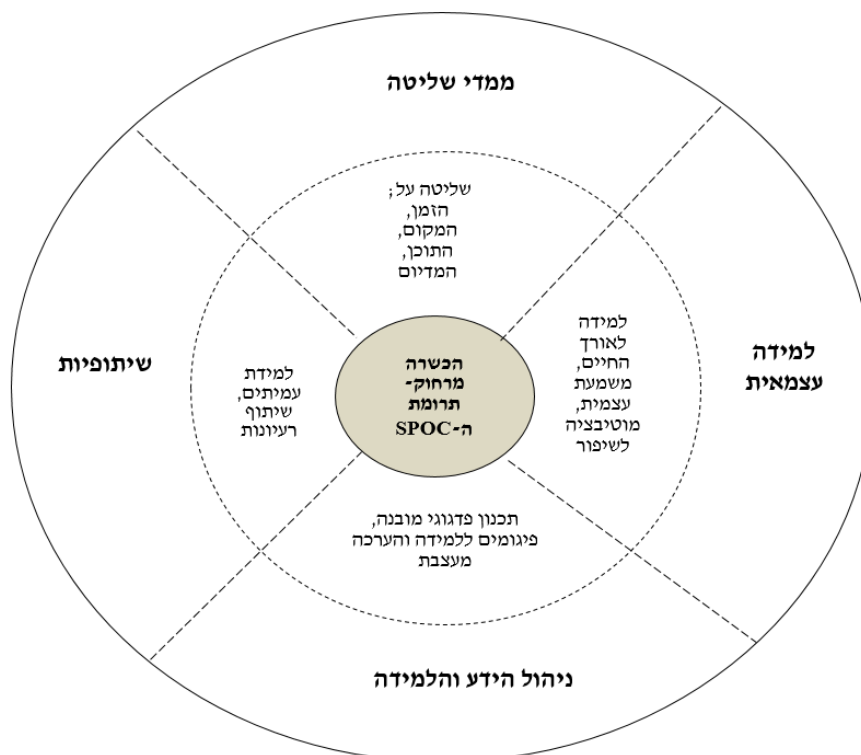 ממדי שליטה
שליטה על;
הזמן,
המקום,
התוכן,
המדיום
למידה
עצמאית
למידה
לאורך
החיים,
משמעת
עצמית,
מוטיבציה
לשיפור
הכשרה
מרחוק-
תרומת
ה-SPOC
למידת
עמיתים,
שיתוף
רעיונות
שיתופיות
תכנון פדגוגי מובנה,
פיגומים ללמידה והערכה
מעצבת
ניהול הידע והלמידה